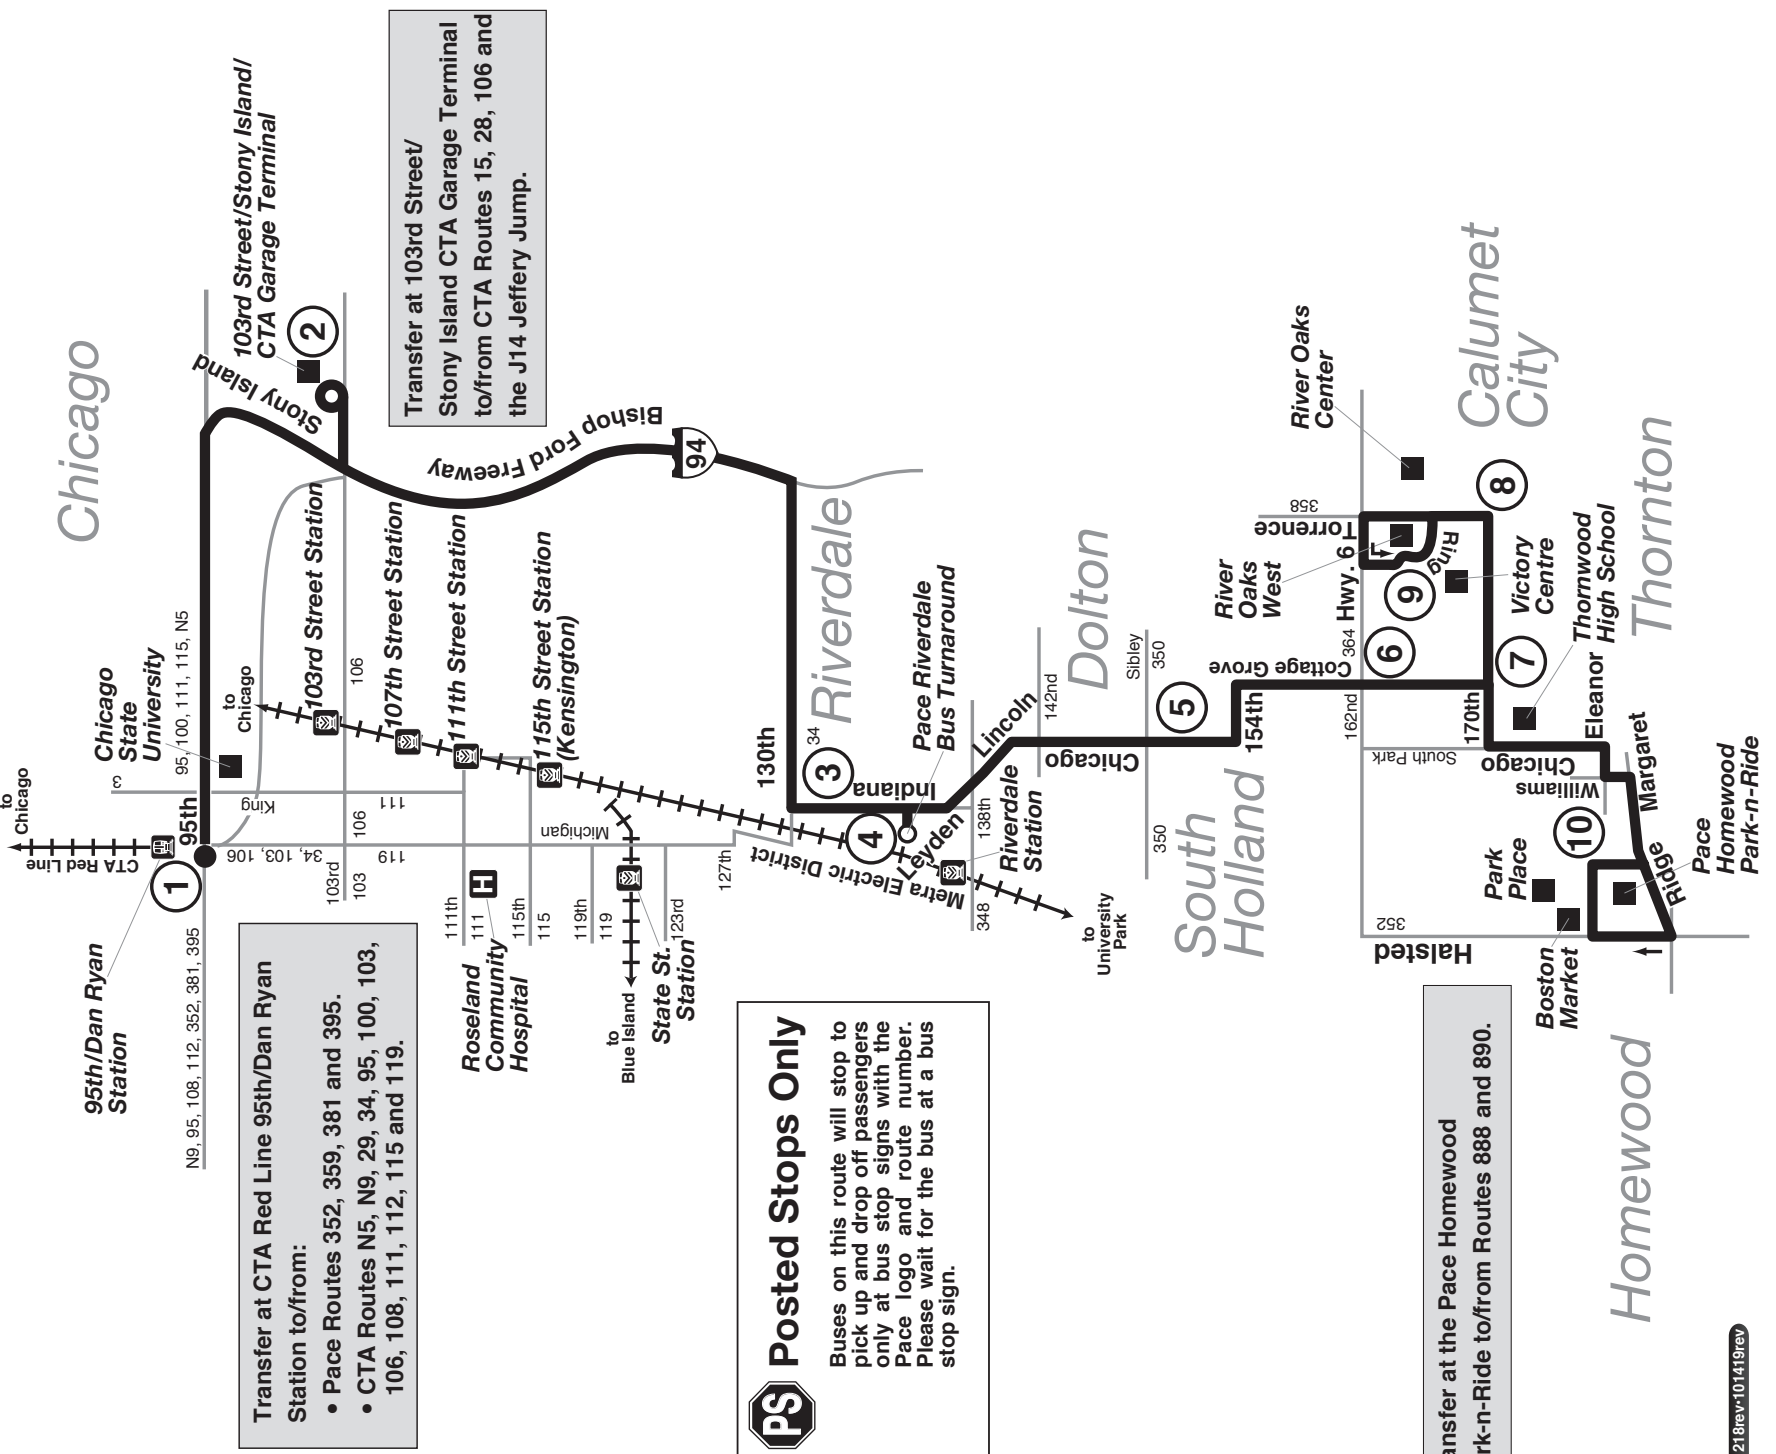 to
Chicago
CTA Red Line
95th/Dan Ryan
Station
1
95th
N9, 95, 108, 112, 352, 381, 395
95, 100, 111, 115, N5
3
Chicago
State
University
Chicago
Stony Island
103rd Street/Stony Island/
CTA Garage Terminal
2
Transfer at CTA Red Line 95th/Dan Ryan
Station to/from:
• Pace Routes 352, 359, 381 and 395.
• CTA Routes N5, N9, 29, 34, 95, 100, 103,
106, 108, 111, 112, 115 and 119.
Transfer at 103rd Street/
Stony Island CTA Garage Terminal
to/from CTA Routes 15, 28, 106 and
the J14 Jeffery Jump.
34, 103, 106
King
to
Chicago
103rd Street Station
103rd
103
106
106
119
111
107th Street Station
111th Street Station
115th Street Station
(Kensington)
Bishop Ford Freeway
94
111th
111
H
Roseland
Community
Hospital
115th
115
119th
119
Michigan
to
Blue Island
State St.
Station
123rd
127th
Metra Electric District
130th
34
3
Indiana
Riverdale
Pace Riverdale
Bus Turnaround
4
Leyden
Lincoln
138th
348
Riverdale
Station
142nd
Dolton
to
University
Park
Chicago
Sibley
350
350
5
South
Holland
154th
Cottage Grove
PS Posted Stops Only
Buses on this route will stop to
pick up and drop off passengers
only at bus stop signs with the
Pace logo and route number.
Please wait for the bus at a bus
stop sign.
River
Oaks
West
Torrence
358
River Oaks
Center
162nd
364
Hwy. 6
6
9
Ring
Calumet
City
8
Victory
Centre
170th
7
Thornwood
High School
South Park
Chicago
Eleanor
Thornton
Williams
Margaret
352
Halsted
Park
Place
10
Boston
Market
Ridge
Pace
Homewood
Park-n-Ride
Homewood
ansfer at the Pace Homewood
rk-n-Ride to/from Routes 888 and 890.
218rev•101419rev